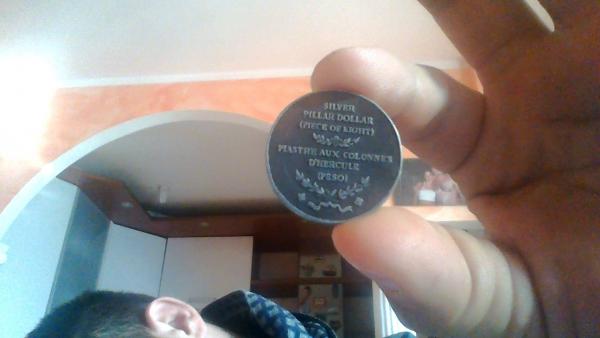 SILVER
PILLAR DOLLAR
(PIECE OF EIGHT)
PIASTRE AUX COLONNES
D'HERCULE
(PESO)